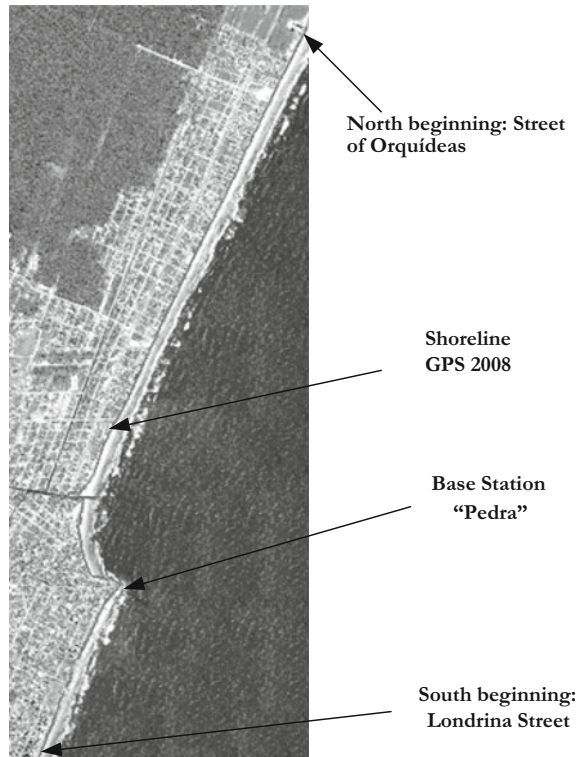 North beginning: Street
of Orquídeas
Shoreline
GPS 2008
Base Station
“Pedra”
South beginning:
Londrina Street